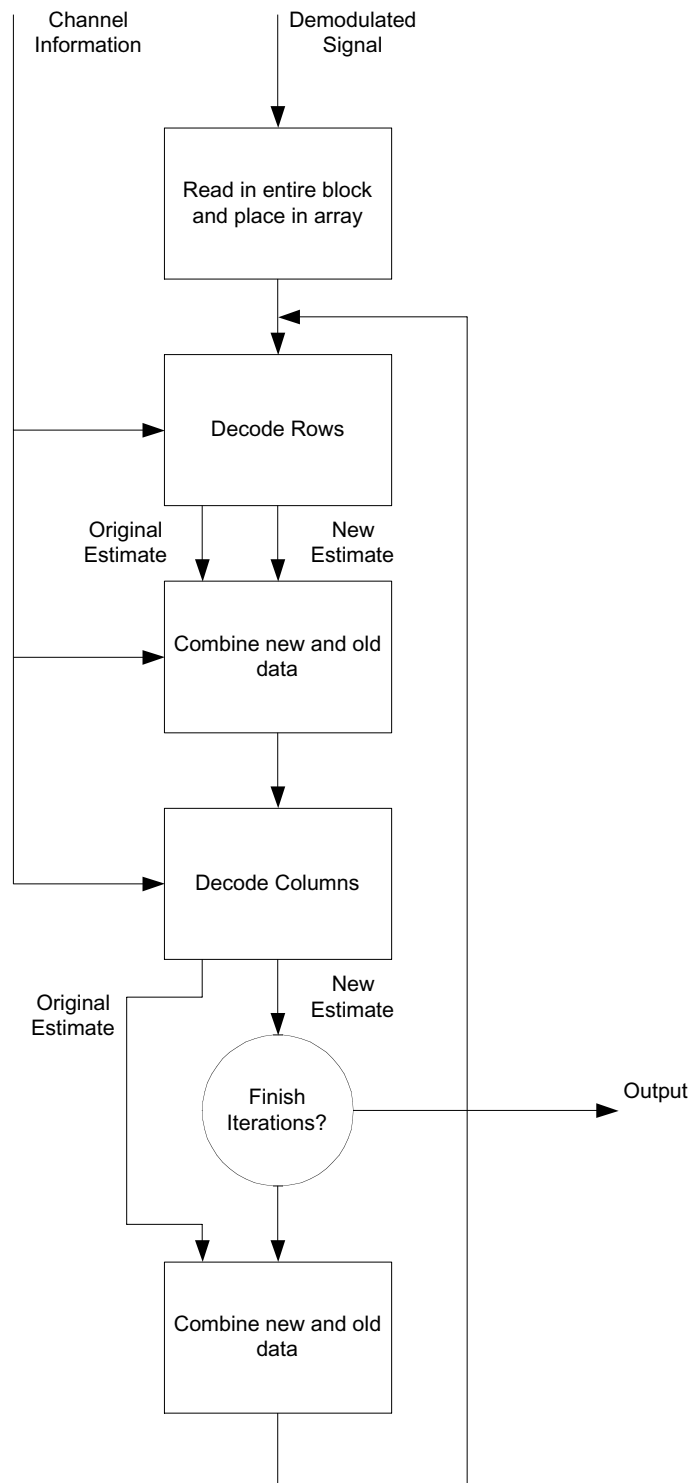 Channel
Information
Demodulated
Signal
Read in entire block
and place in array
Decode Rows
Original
Estimate
New
Estimate
Combine new and old
data
Decode Columns
Original
Estimate
New
Estimate
Finish
Iterations?
Output
Combine new and old
data